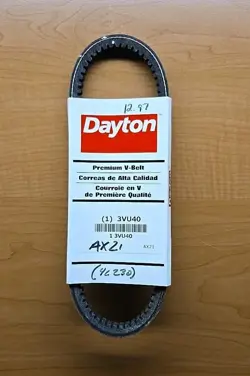 12.97
Dayton
Premium V-Belt
Correas de Alta Calidad
Courroie en V
de Première Qualité
(1) 3VU40
1 3VU40
AX21 AX21
(4L230)